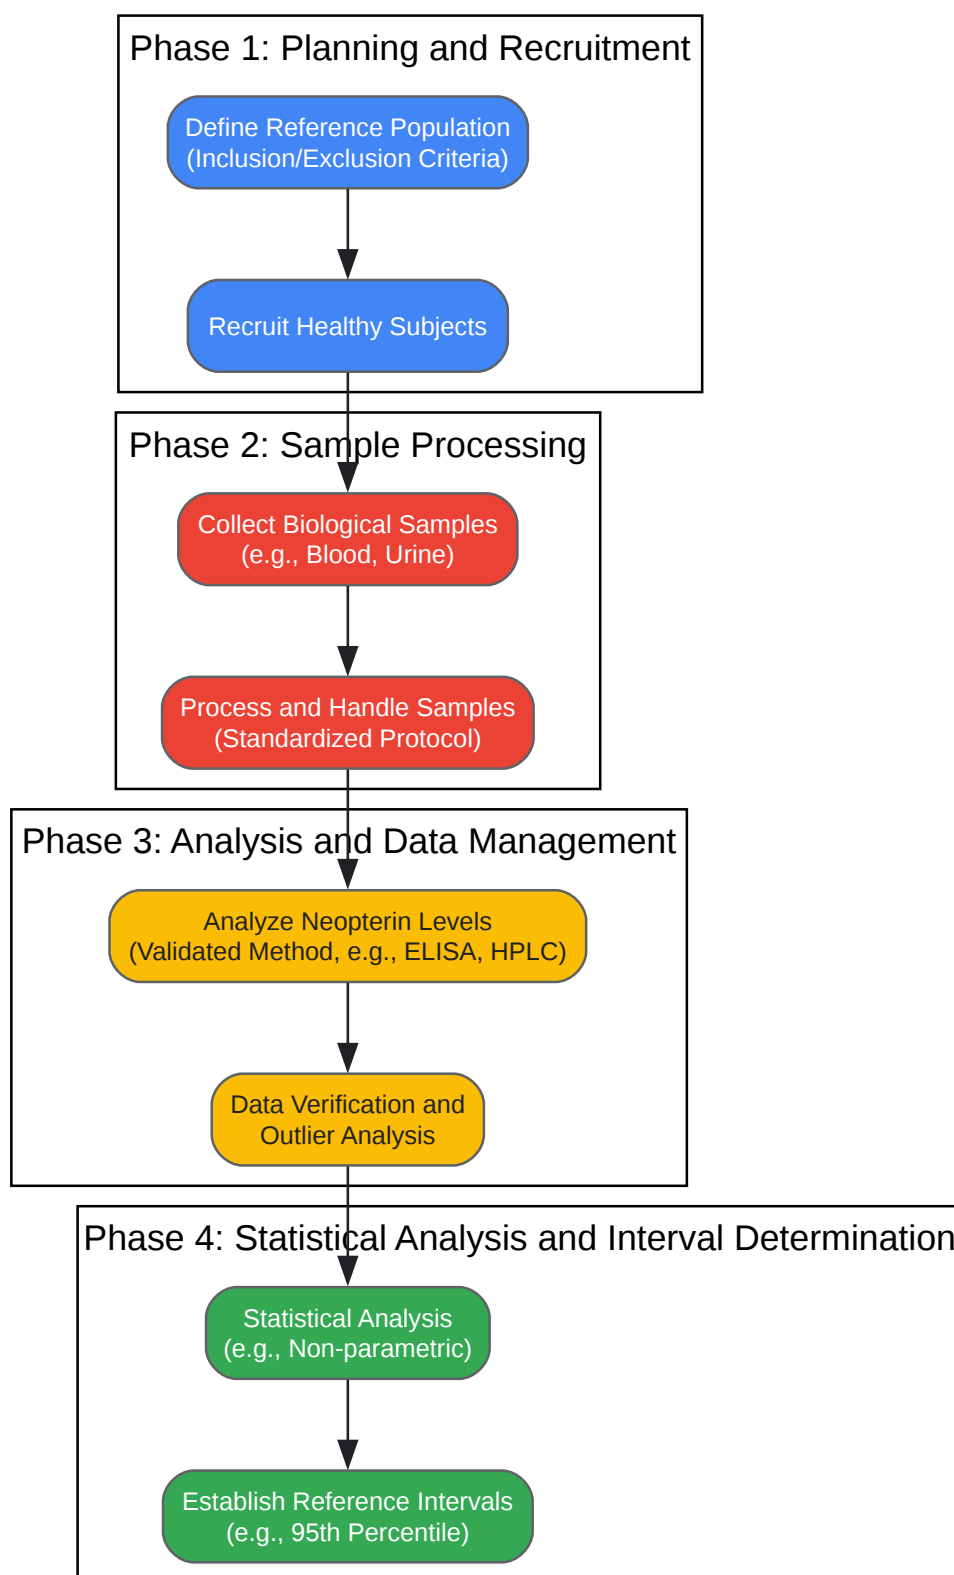 Phase 1: Planning and Recruitment
Define Reference Population
(Inclusion/Exclusion Criteria)
Recruit Healthy Subjects
Phase 2: Sample Processing
Collect Biological Samples
(e.g., Blood, Urine)
Process and Handle Samples
(Standardized Protocol)
Phase 3: Analysis and Data Management
Analyze Neopterin Levels
(Validated Method, e.g., ELISA, HPLC)
Data Verification and
Outlier Analysis
Phase 4: Statistical Analysis and Interval Determination
Statistical Analysis
(e.g., Non-parametric)
Establish Reference Intervals
(e.g., 95th Percentile)